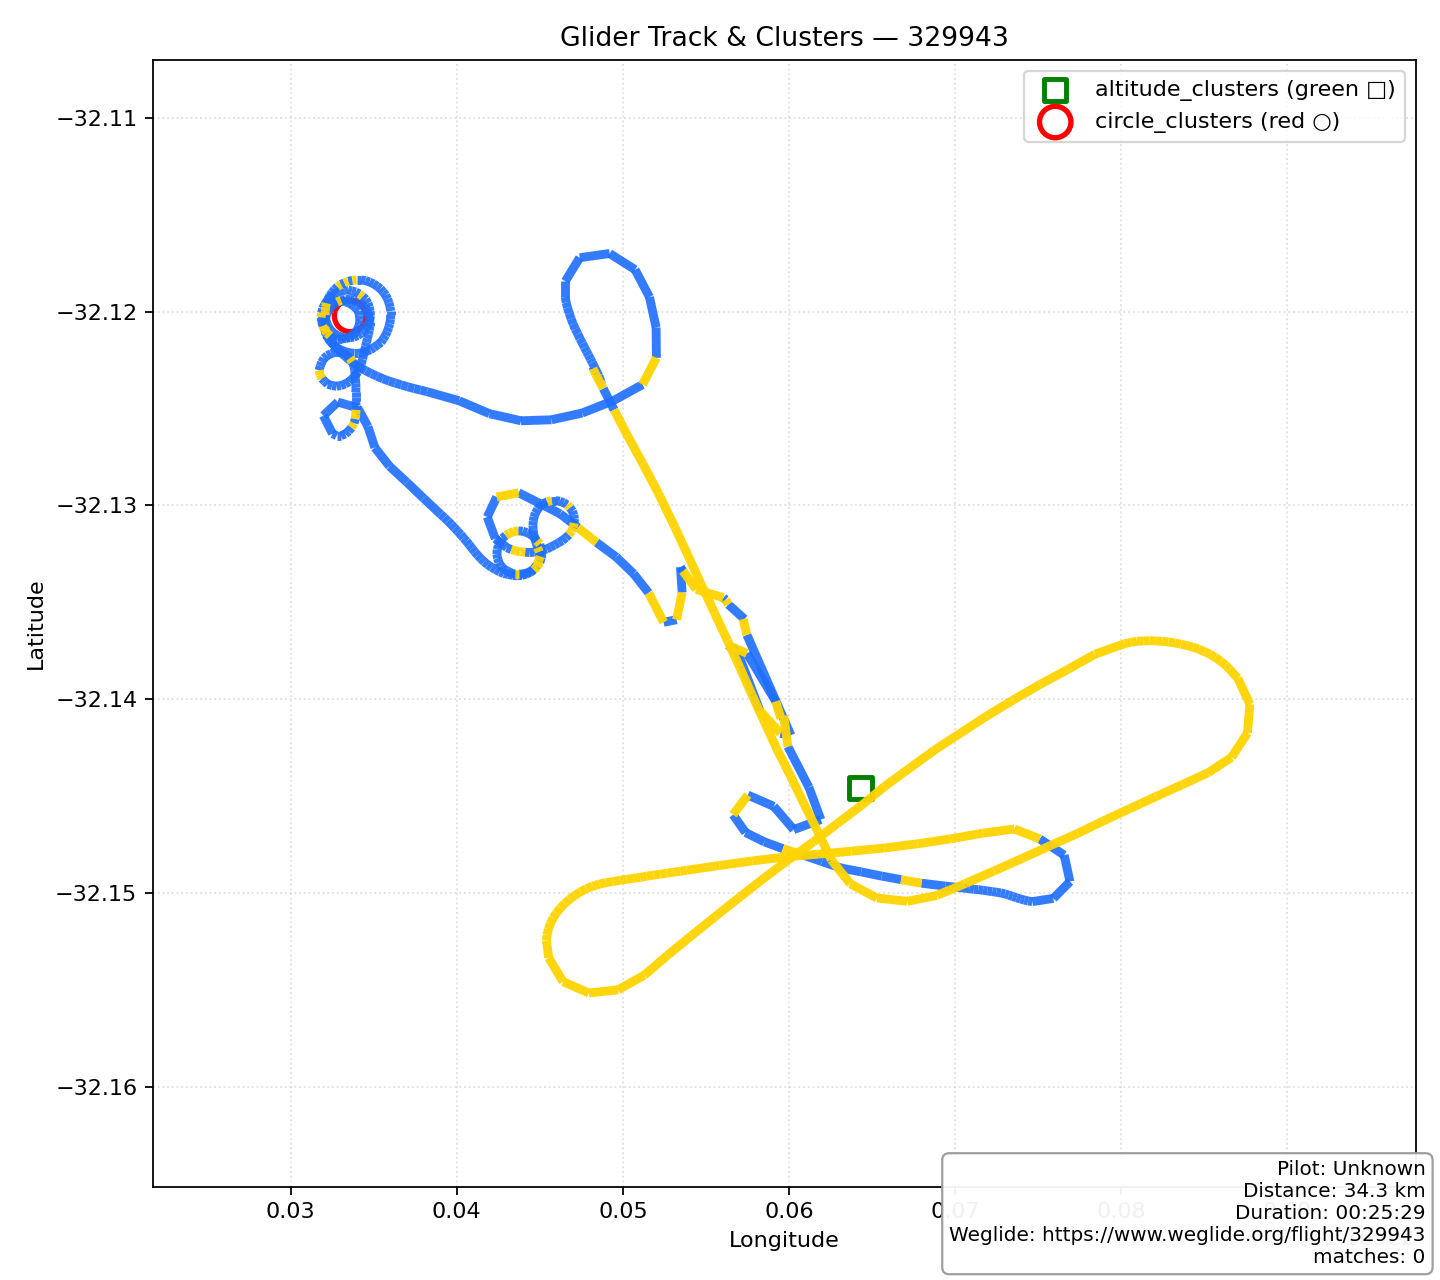 Glider Track & Clusters — 329943
altitude_clusters (green □)
circle_clusters (red ○)
−32.11
−32.12
−32.13
−32.14
−32.15
−32.16
Latitude
0.03
0.04
0.05
0.06
0.07
0.08
Longitude
Pilot: Unknown
Distance: 34.3 km
Duration: 00:25:29
Weglide: https://www.weglide.org/flight/329943
matches: 0